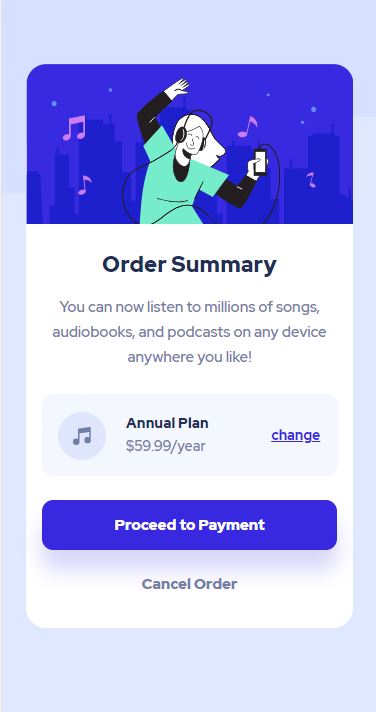 Order Summary
You can now listen to millions of songs,
audiobooks, and podcasts on any device
anywhere you like!
Annual Plan
$59.99/year
change
Proceed to Payment
Cancel Order